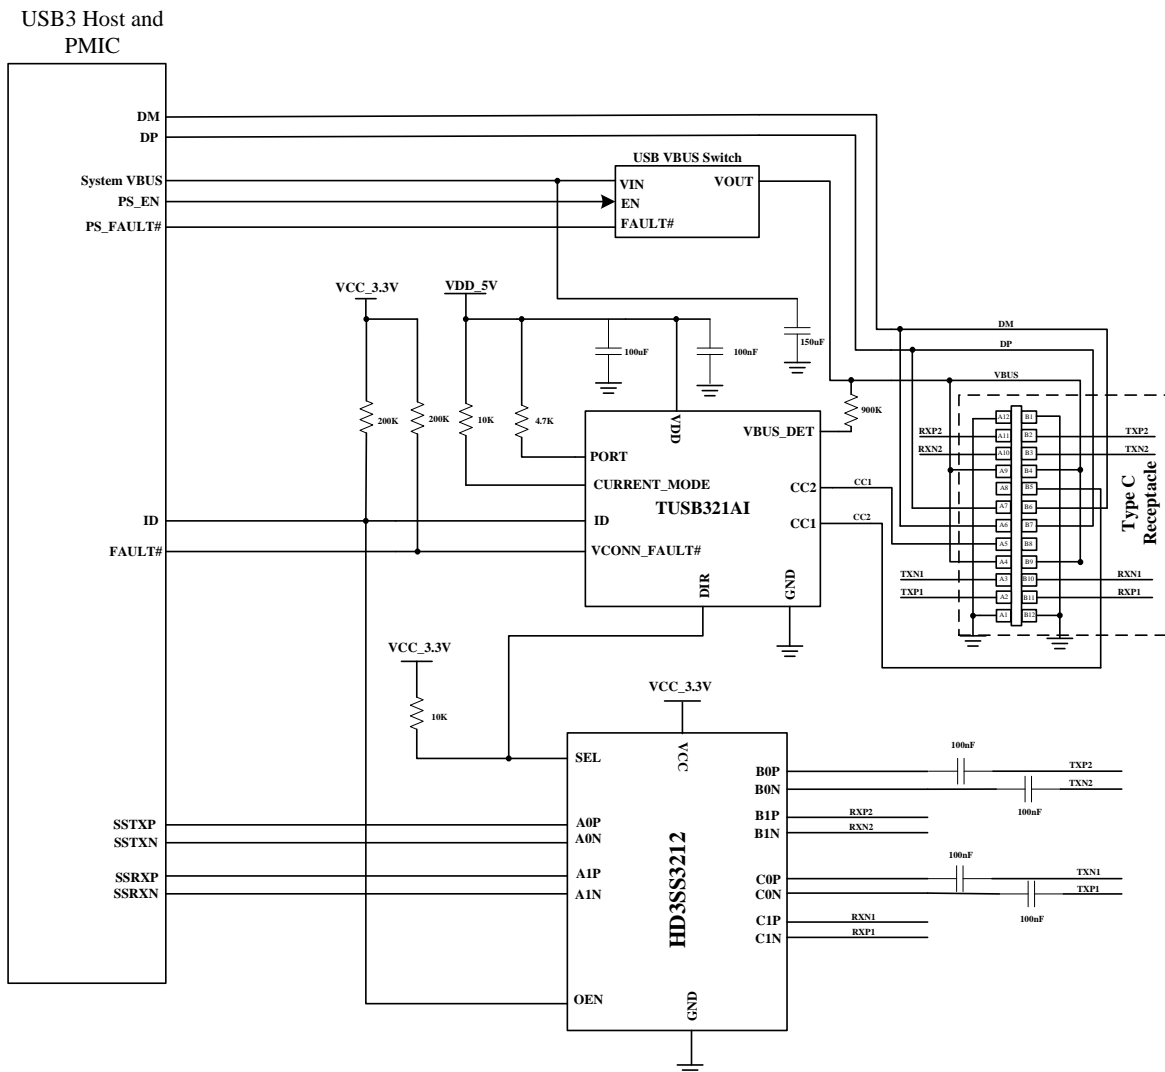 USB3 Host and
PMIC
DM
DP
System VBUS
PS_EN
PS_FAULT#
USB VBUS Switch
VIN
VOUT
EN
FAULT#
VCC_3.3V
VDD_5V
100uF
100nF
150uF
DM
DP
VBUS
200K
200K
10K
4.7K
900K
VDD
VBUS_DET
PORT
CURRENT_MODE
TUSB321AI
CC2
CC1
CC1
CC2
ID
ID
FAULT#
VCONN_FAULT#
DIR
GND
RXP2
RXN2
TXN1
TXP1
A12
A11
A10
A9
A8
A7
A6
A5
A4
A3
A2
A1
B1
B2
B3
B4
B5
B6
B7
B8
B9
B10
B11
B12
TXP2
TXN2
RXN1
RXP1
Type C
Receptacle
VCC_3.3V
10K
VCC_3.3V
VCC
SEL
HD3SS3212
SSTXP
SSTXN
SSRXP
SSRXN
A0P
A0N
A1P
A1N
OEN
GND
B0P
B0N
B1P
B1N
C0P
C0N
C1P
C1N
100nF
TXP2
TXN2
100nF
RXP2
RXN2
100nF
TXN1
TXP1
100nF
RXN1
RXP1